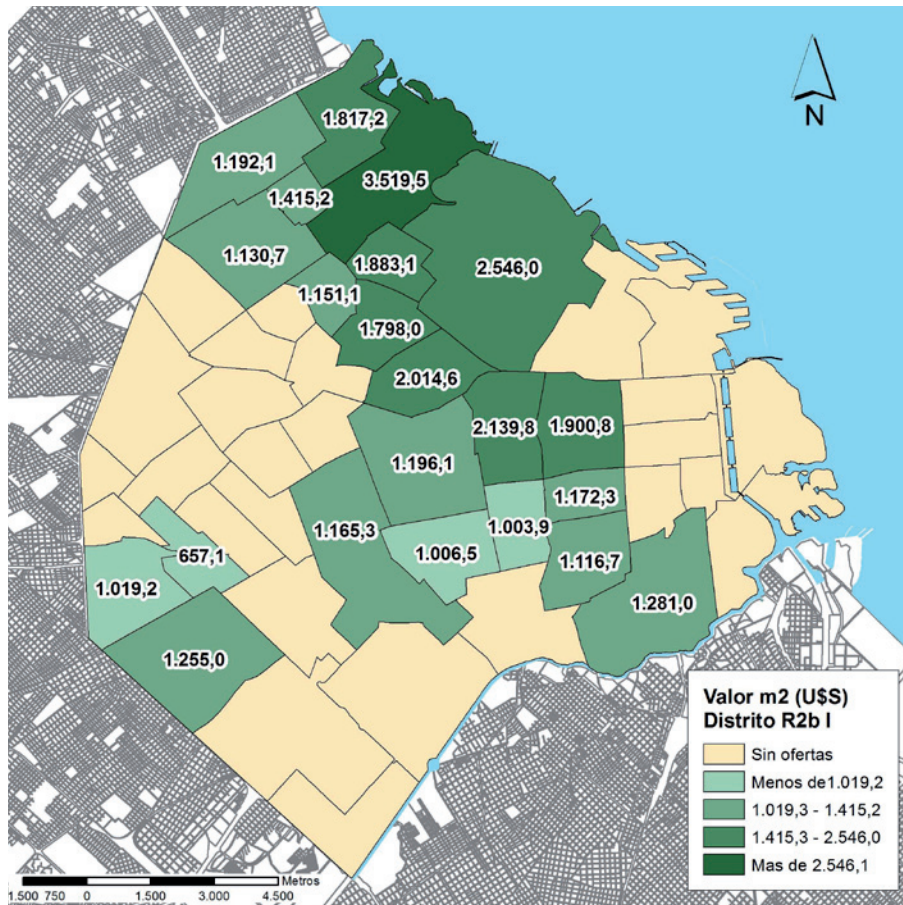 1.817,2
1.192,1
3.519,5
1.415,2
1.130,7
1.883,1
2.546,0
1.151,1
1.798,0
2.014,6
2.139,8
1.900,8
1.196,1
1.172,3
1.165,3
1.003,9
657,1
1.006,5
1.116,7
1.019,2
1.281,0
1.255,0
N
Valor m2 (U$S)
Distrito R2b I
Sin ofertas
Menos de1.019,2
1.019,3 - 1.415,2
1.415,3 - 2.546,0
Mas de 2.546,1
Metros
1.500 750 0 1.500 3.000 4.500